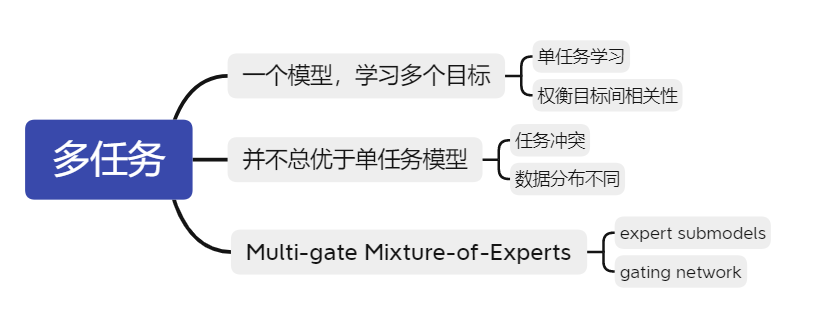 多任务
一个模型，学习多个目标
单任务学习
权衡目标间相关性
并不总优于单任务模型
任务冲突
数据分布不同
Multi-gate Mixture-of-Experts
expert submodels
gating network